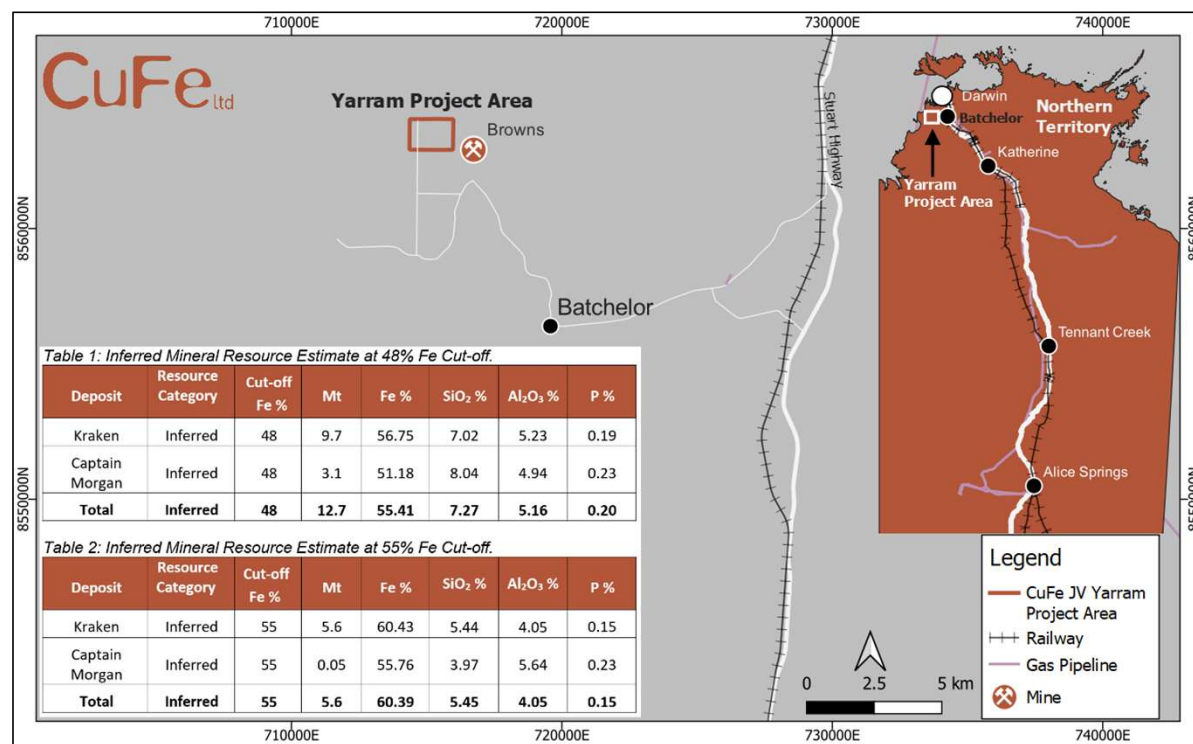 710000E 720000E 730000E 740000E
CuFe ltd
Yarram Project Area
Browns
Stuart Highway
8560000N
Batchelor
Darwin
Batchelor
Northern
Territory
Katherine
Yarram
Project Area
Tennant Creek
Alice Springs
8560000N
Table 1: Inferred Mineral Resource Estimate at 48% Fe Cut-off.
Deposit Resource Category Cut-off Fe % Mt Fe % SiO₂ % Al₂O₃ % P %
Kraken Inferred 48 9.7 56.75 7.02 5.23 0.19
Captain Morgan Inferred 48 3.1 51.18 8.04 4.94 0.23
Total Inferred 48 12.7 55.41 7.27 5.16 0.20
8550000N 8550000N
Table 2: Inferred Mineral Resource Estimate at 55% Fe Cut-off.
Deposit Resource Category Cut-off Fe % Mt Fe % SiO₂ % Al₂O₃ % P %
Kraken Inferred 55 5.6 60.43 5.44 4.05 0.15
Captain Morgan Inferred 55 0.05 55.76 3.97 5.64 0.23
Total Inferred 55 5.6 60.39 5.45 4.05 0.15
0 2.5 5 km
Legend
CuFe JV Yarram
Project Area
Railway
Gas Pipeline
Mine
710000E 720000E 730000E 740000E